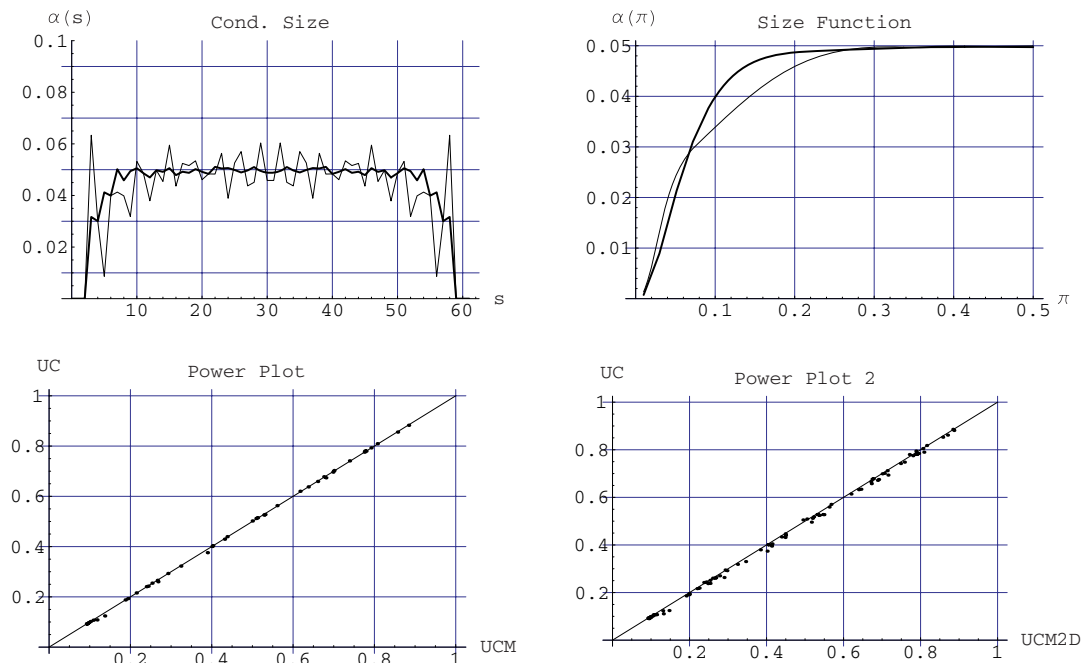 α(s)
Cond. Size
0.1
0.08
0.06
0.04
0.02
10 20 30 40 50 60 s
α(π)
Size Function
0.05
0.04
0.03
0.02
0.01
0.1 0.2 0.3 0.4 0.5 π
UC
Power Plot
1
0.8
0.6
0.4
0.2
0.2 0.4 0.6 0.8 1 UCM
UC
Power Plot 2
1
0.8
0.6
0.4
0.2
0.2 0.4 0.6 0.8 1 UCM2D